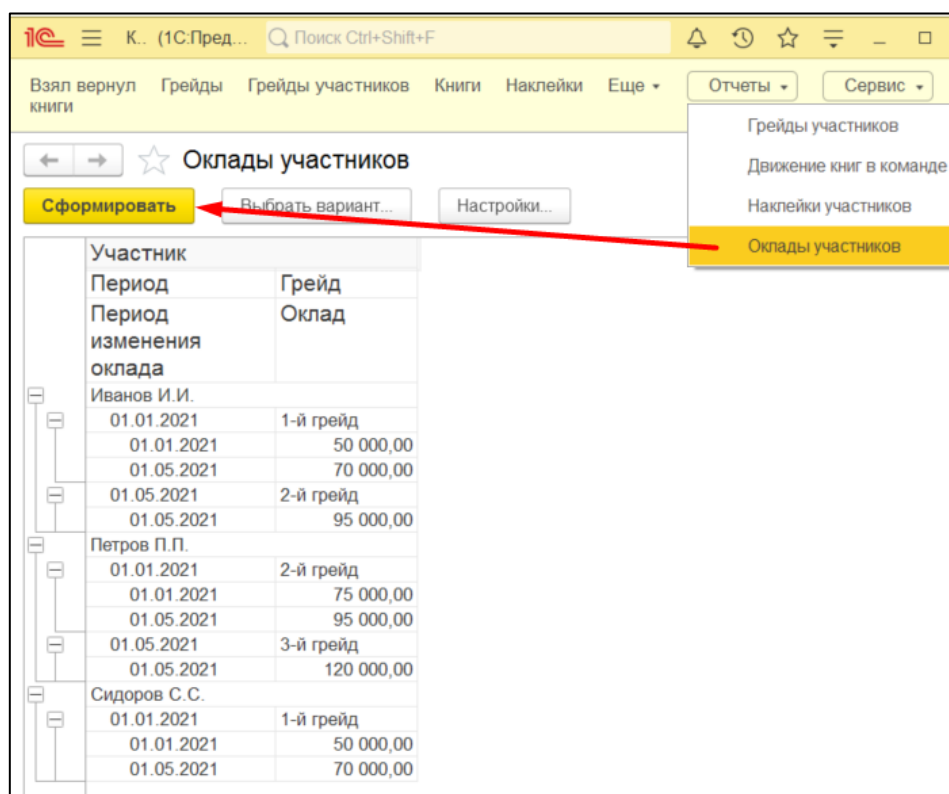 1С К.. (1С:Пред... Поиск Ctrl+Shift+F
Взял вернул книги Грейды Грейды участников Книги Наклейки Еще Отчеты Сервис
Грейды участников
Движение книг в команде
Наклейки участников
Оклады участников
Оклады участников
Сформировать Выбрать вариант... Настройки...
Участник
Период Грейд
Период Оклад
изменения
оклада
Иванов И.И.
01.01.2021 1-й грейд
01.01.2021 50 000,00
01.05.2021 70 000,00
01.05.2021 2-й грейд
01.05.2021 95 000,00
Петров П.П.
01.01.2021 2-й грейд
01.01.2021 75 000,00
01.05.2021 95 000,00
01.05.2021 3-й грейд
01.05.2021 120 000,00
Сидоров С.С.
01.01.2021 1-й грейд
01.01.2021 50 000,00
01.05.2021 70 000,00